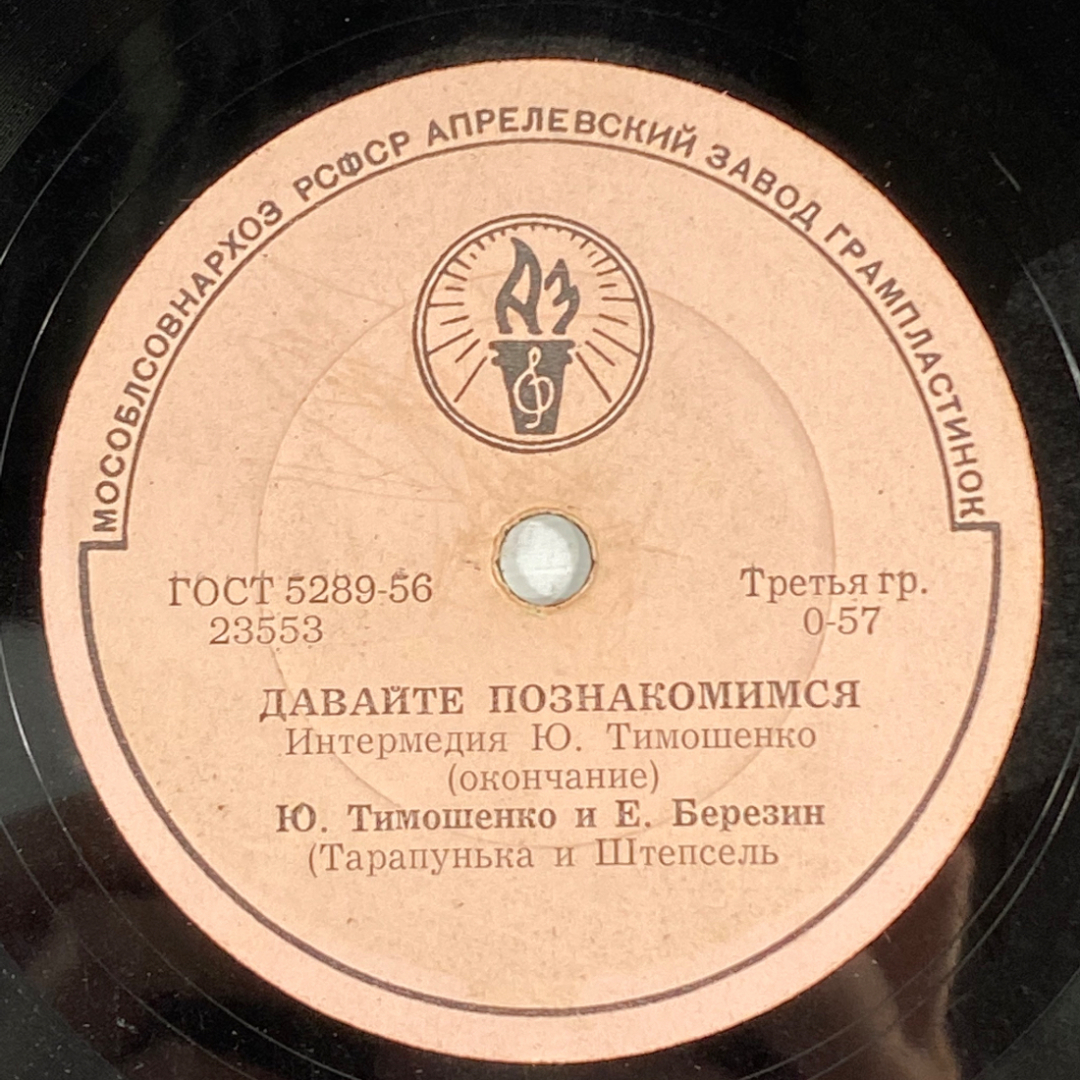 МОСОБЛСОВНАРХОЗ РСФСР АПРЕЛЕВСКИЙ ЗАВОД ГРАМПЛАСТИНОК
АЗ
ГОСТ 5289-56
23553
Третья гр.
0-57
ДАВАЙТЕ ПОЗНАКОМИМСЯ
Интермедия Ю. Тимошенко
(окончание)
Ю. Тимошенко и Е. Березин
(Тарапунька и Штепсель